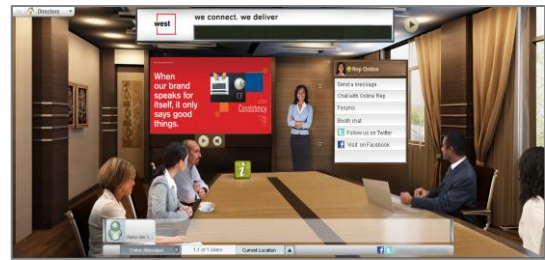 Directory
west
we connect. we deliver
When
our brand
speaks for
itself, it only
says good
things.
Consistency
Rep Online
Send a message
Chat with Online Rep
Forums
Booth chat
Follow us on Twitter
Visit on Facebook
i
Online Attendees
1-1 of 1 Users
Current Location